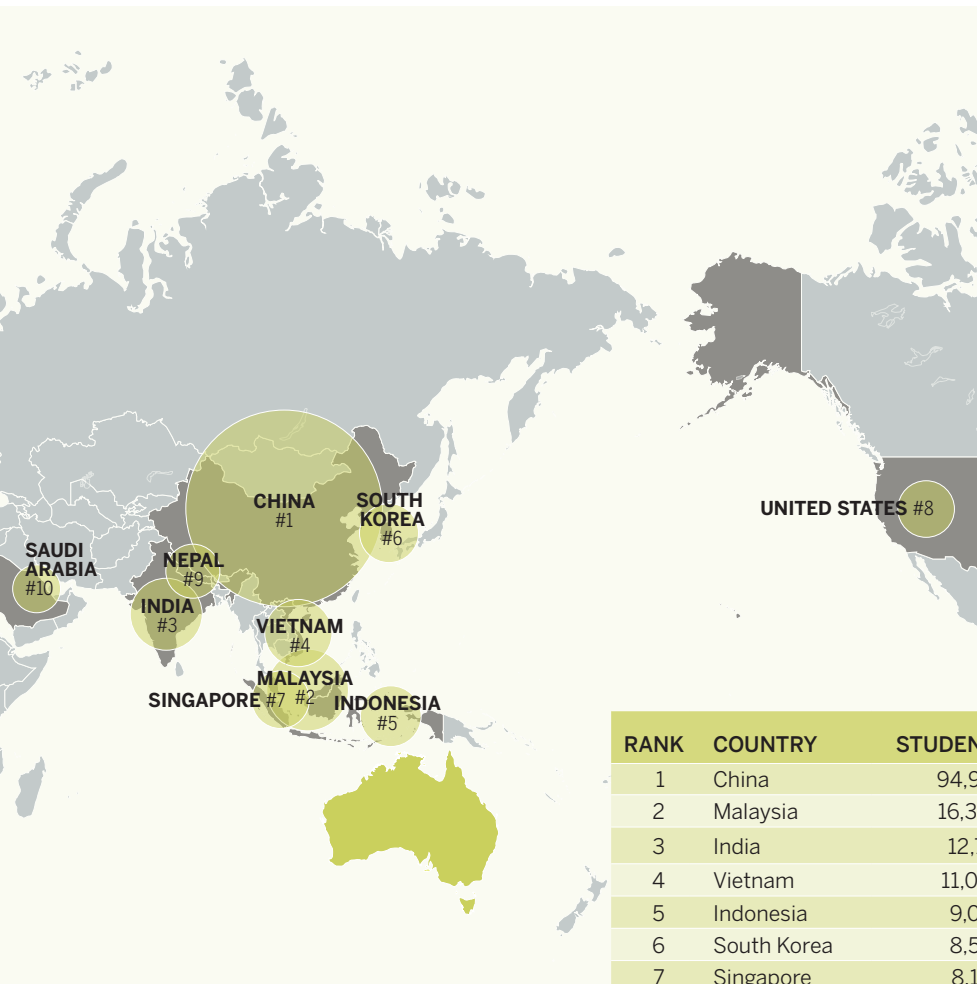 CHINA
#1
SOUTH
KOREA
#6
UNITED STATES #8
SAUDI
ARABIA
#10
NEPAL
#9
INDIA
#3
VIETNAM
#4
MALAYSIA
#2
SINGAPORE #7
INDONESIA
#5
RANK COUNTRY
1 China
2 Malaysia
3 India
4 Vietnam
5 Indonesia
6 South Korea
7 Singapore